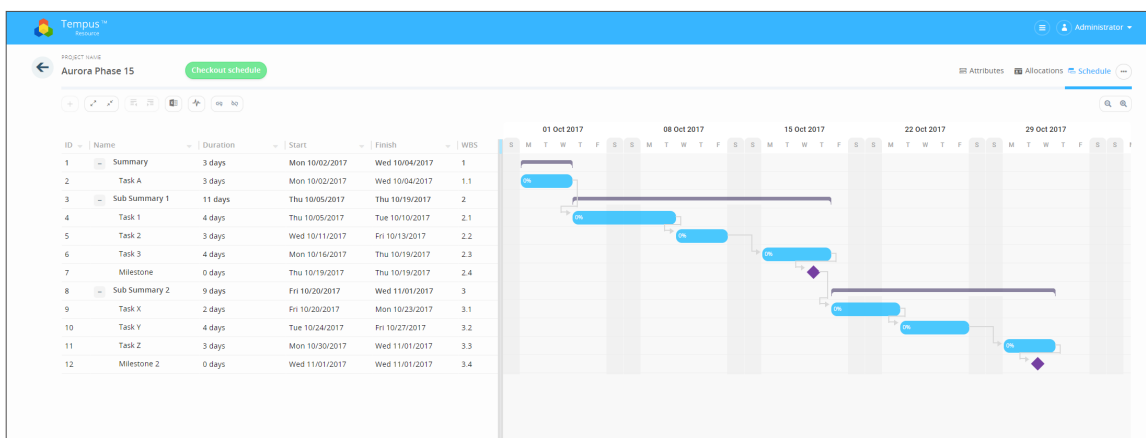 Tempus™
Resource
Administrator
PROJECT NAME
Aurora Phase 15
Checkout schedule
Attributes Allocations Schedule
01 Oct 2017 08 Oct 2017 15 Oct 2017 22 Oct 2017 29 Oct 2017
ID Name Duration Start Finish WBS S M T W T F S S M T W T F S S M T W T F S S M T W T F S S M T W T F S S
1 Summary 3 days Mon 10/02/2017 Wed 10/04/2017 1
2 Task A 3 days Mon 10/02/2017 Wed 10/04/2017 1.1 0%
3 Sub Summary 1 11 days Thu 10/05/2017 Thu 10/19/2017 2
4 Task 1 4 days Thu 10/05/2017 Tue 10/10/2017 2.1 0%
5 Task 2 3 days Wed 10/11/2017 Fri 10/13/2017 2.2 0%
6 Task 3 4 days Mon 10/16/2017 Thu 10/19/2017 2.3 0%
7 Milestone 0 days Thu 10/19/2017 Thu 10/19/2017 2.4
8 Sub Summary 2 9 days Fri 10/20/2017 Wed 11/01/2017 3
9 Task X 2 days Fri 10/20/2017 Mon 10/23/2017 3.1 0%
10 Task Y 4 days Tue 10/24/2017 Fri 10/27/2017 3.2 0%
11 Task Z 3 days Mon 10/30/2017 Wed 11/01/2017 3.3 0%
12 Milestone 2 0 days Wed 11/01/2017 Wed 11/01/2017 3.4